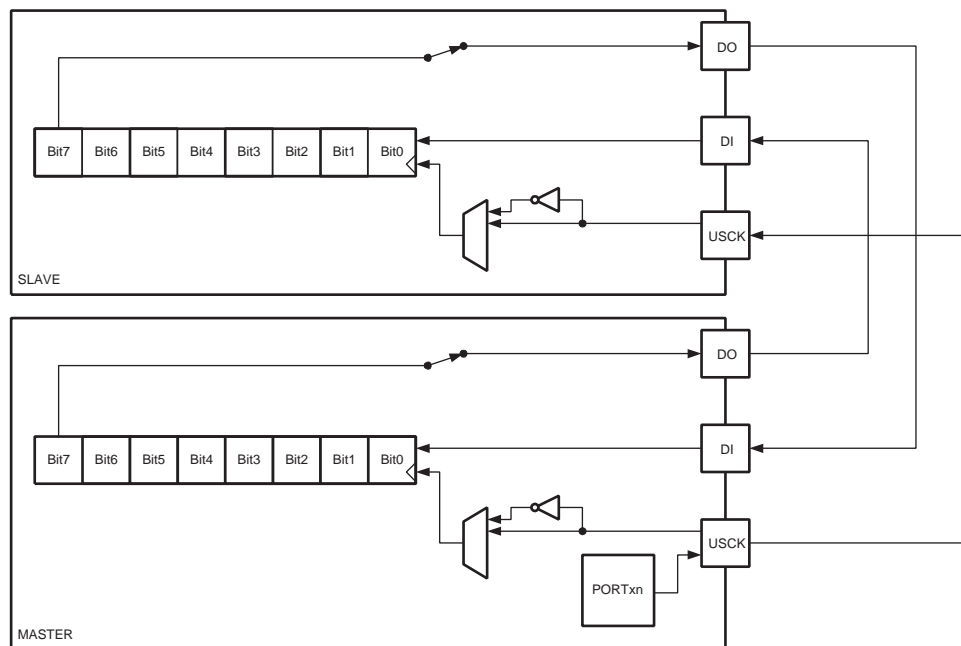 DO
Bit7 Bit6 Bit5 Bit4 Bit3 Bit2 Bit1 Bit0
DI
USCK
SLAVE
DO
Bit7 Bit6 Bit5 Bit4 Bit3 Bit2 Bit1 Bit0
DI
USCK
PORTxn
MASTER